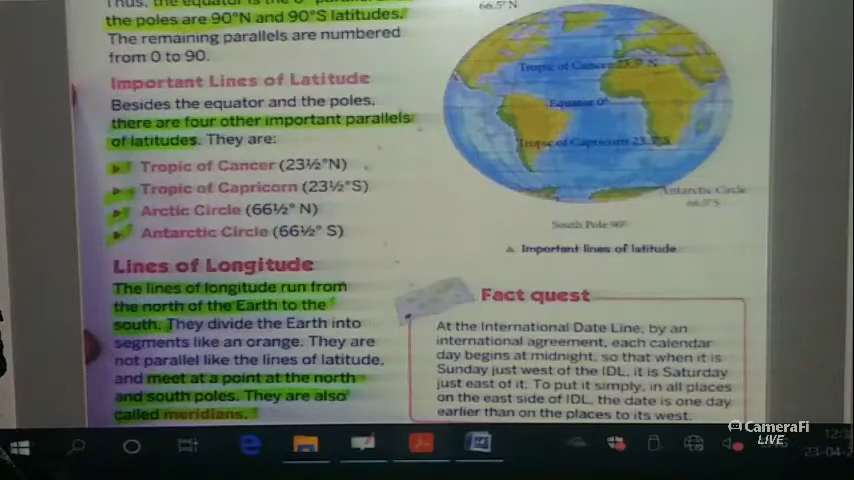 Thus, the equator is the 0°
the poles are 90°N and 90°S latitudes.
The remaining parallels are numbered
from 0 to 90.
Important Lines of Latitude
Besides the equator and the poles,
there are four other important parallels
of latitudes. They are:
Tropic of Cancer (23½°N)
Tropic of Capricorn (23½°S)
Arctic Circle (66½° N)
Antarctic Circle (66½° S)
Lines of Longitude
The lines of longitude run from
the north of the Earth to the
south. They divide the Earth into
segments like an orange. They are
not parallel like the lines of latitude,
and meet at a point at the north
and south poles. They are also
called meridians.
66.5°N
Tropic of Cancer 23.5° N
Equator 0°
Tropic of Capricorn 23.5°S
Antarctic Circle
66.5°S
South Pole 90°
Important lines of latitude
Fact quest
At the International Date Line, by an
international agreement, each calendar
day begins at midnight, so that when it is
Sunday just west of the IDL, it is Saturday
just east of it. To put it simply, in all places
on the east side of IDL, the date is one day
earlier than on the places to its west.
CameraFi
LIVE
23-04-2